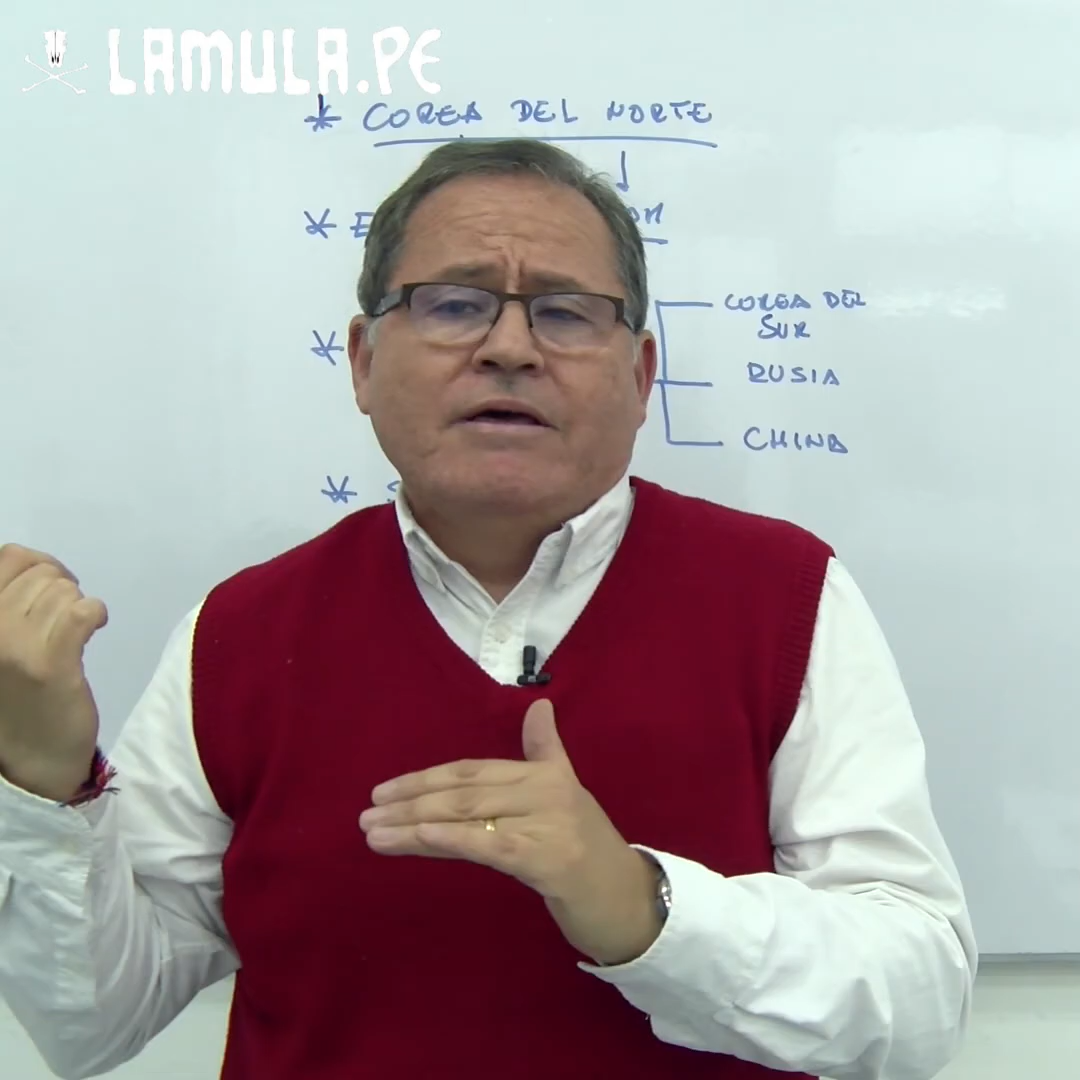 LAMULA.PE
* COREA DEL NORTE
*
*
COREA DEL
SUR
RUSIA
CHINA
*